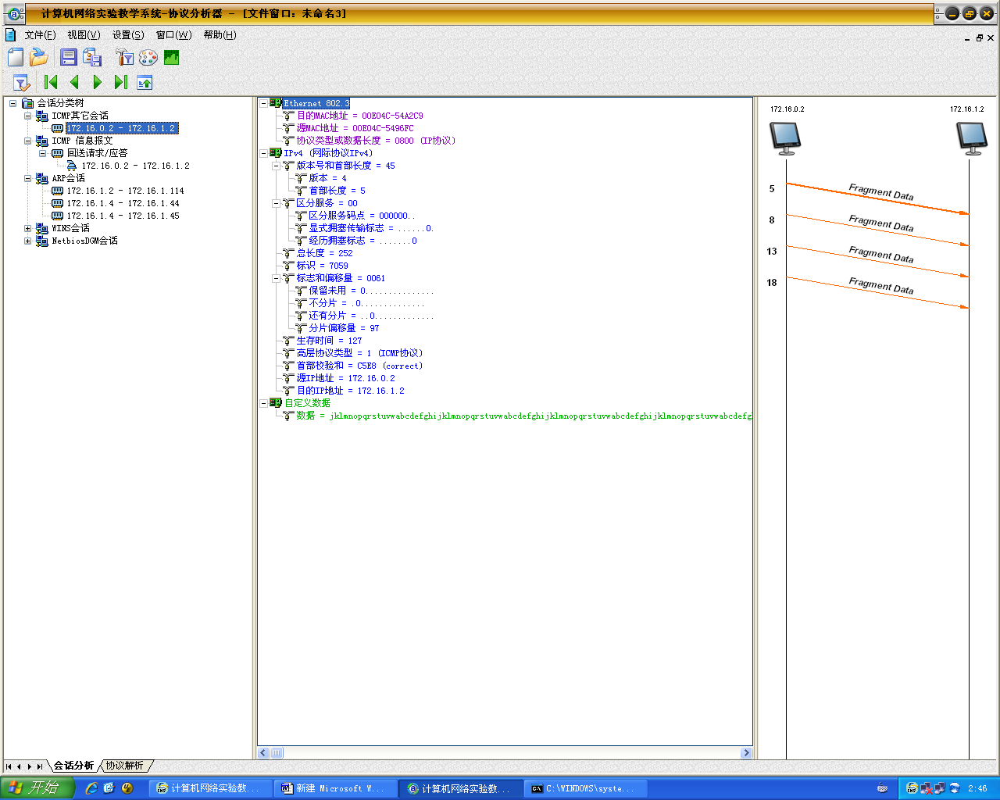 计算机网络实验教学系统-协议分析器 - [文件窗口: 未命名3]
文件(F) 视图(V) 设置(S) 窗口(W) 帮助(H)
会话分类树
ICMP其它会话
172.16.0.2 - 172.16.1.2
ICMP 信息报文
回送请求/应答
172.16.0.2 - 172.16.1.2
ARP会话
172.16.1.2 - 172.16.1.114
172.16.1.4 - 172.16.1.44
172.16.1.4 - 172.16.1.45
WINS会话
NetbiosDGM会话
Ethernet 802.3
目的MAC地址 = 00E04C-54A2C9
源MAC地址 = 00E04C-5496FC
协议类型或数据长度 = 0800 (IP协议)
IPv4 (网际协议IPv4)
版本号和首部长度 = 45
版本 = 4
首部长度 = 5
区分服务 = 00
区分服务码点 = 000000..
显式拥塞传输标志 = ......0.
经历拥塞标志 = .......0
总长度 = 252
标识 = 7059
标志和偏移量 = 0061
保留未用 = 0...............
不分片 = .0..............
还有分片 = ..0.............
分片偏移量 = 97
生存时间 = 127
高层协议类型 = 1 (ICMP协议)
首部校验和 = C5E8 (correct)
源IP地址 = 172.16.0.2
目的IP地址 = 172.16.1.2
自定义数据
数据 = jklmnopqrstuvwabcdefghijklmnopqrstuvwabcdefghijklmnopqrstuvwabcdefghijklmnopqrstuvwabcdefg
172.16.0.2 172.16.1.2
5 Fragment Data
8 Fragment Data
13 Fragment Data
18 Fragment Data
会话分析 协议解析
开始 计算机网络实验教... 新建 Microsoft W... 计算机网络实验教... C:\WINDOWS\syste... 2:46